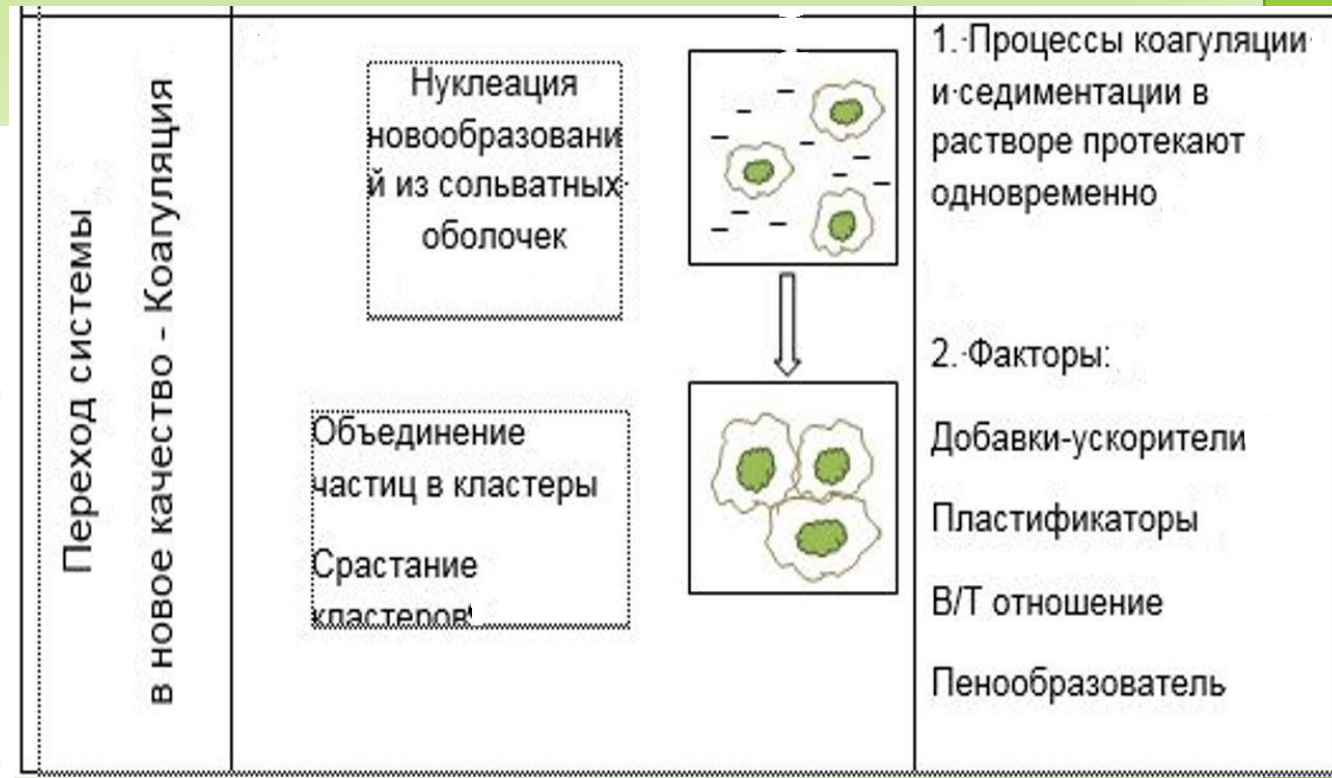 Переход системы
в новое качество - Коагуляция
Нуклеация
новообразовани
й из сольватных
оболочек
Объединение
частиц в кластеры
Срастание
кластеров
1. Процессы коагуляции
и седиментации в
растворе протекают
одновременно
2. Факторы:
Добавки-ускорители
Пластификаторы
В/Т отношение
Пенообразователь